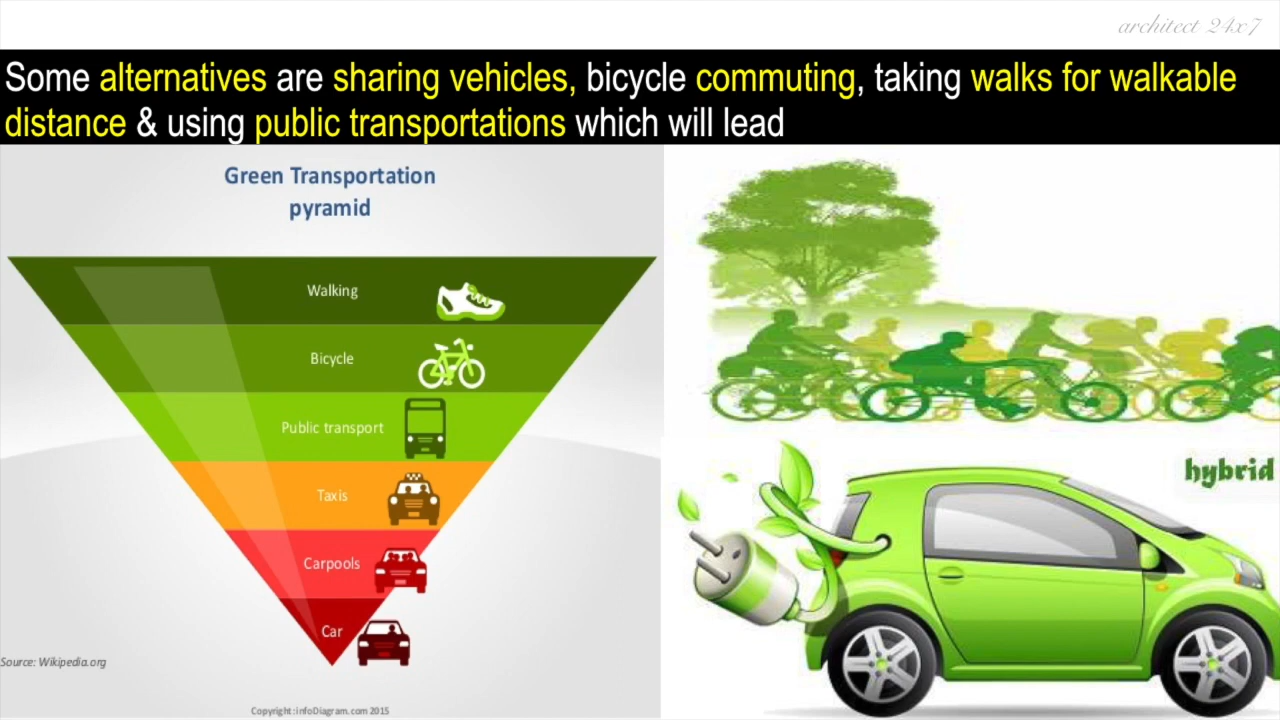 architect 24x7
Some alternatives are sharing vehicles, bicycle commuting, taking walks for walkable
distance & using public transportations which will lead
Green Transportation
pyramid
Walking
Bicycle
Public transport
Taxis
Carpools
Car
Source: Wikipedia.org
Copyright: infoDiagram.com 2015
hybrid